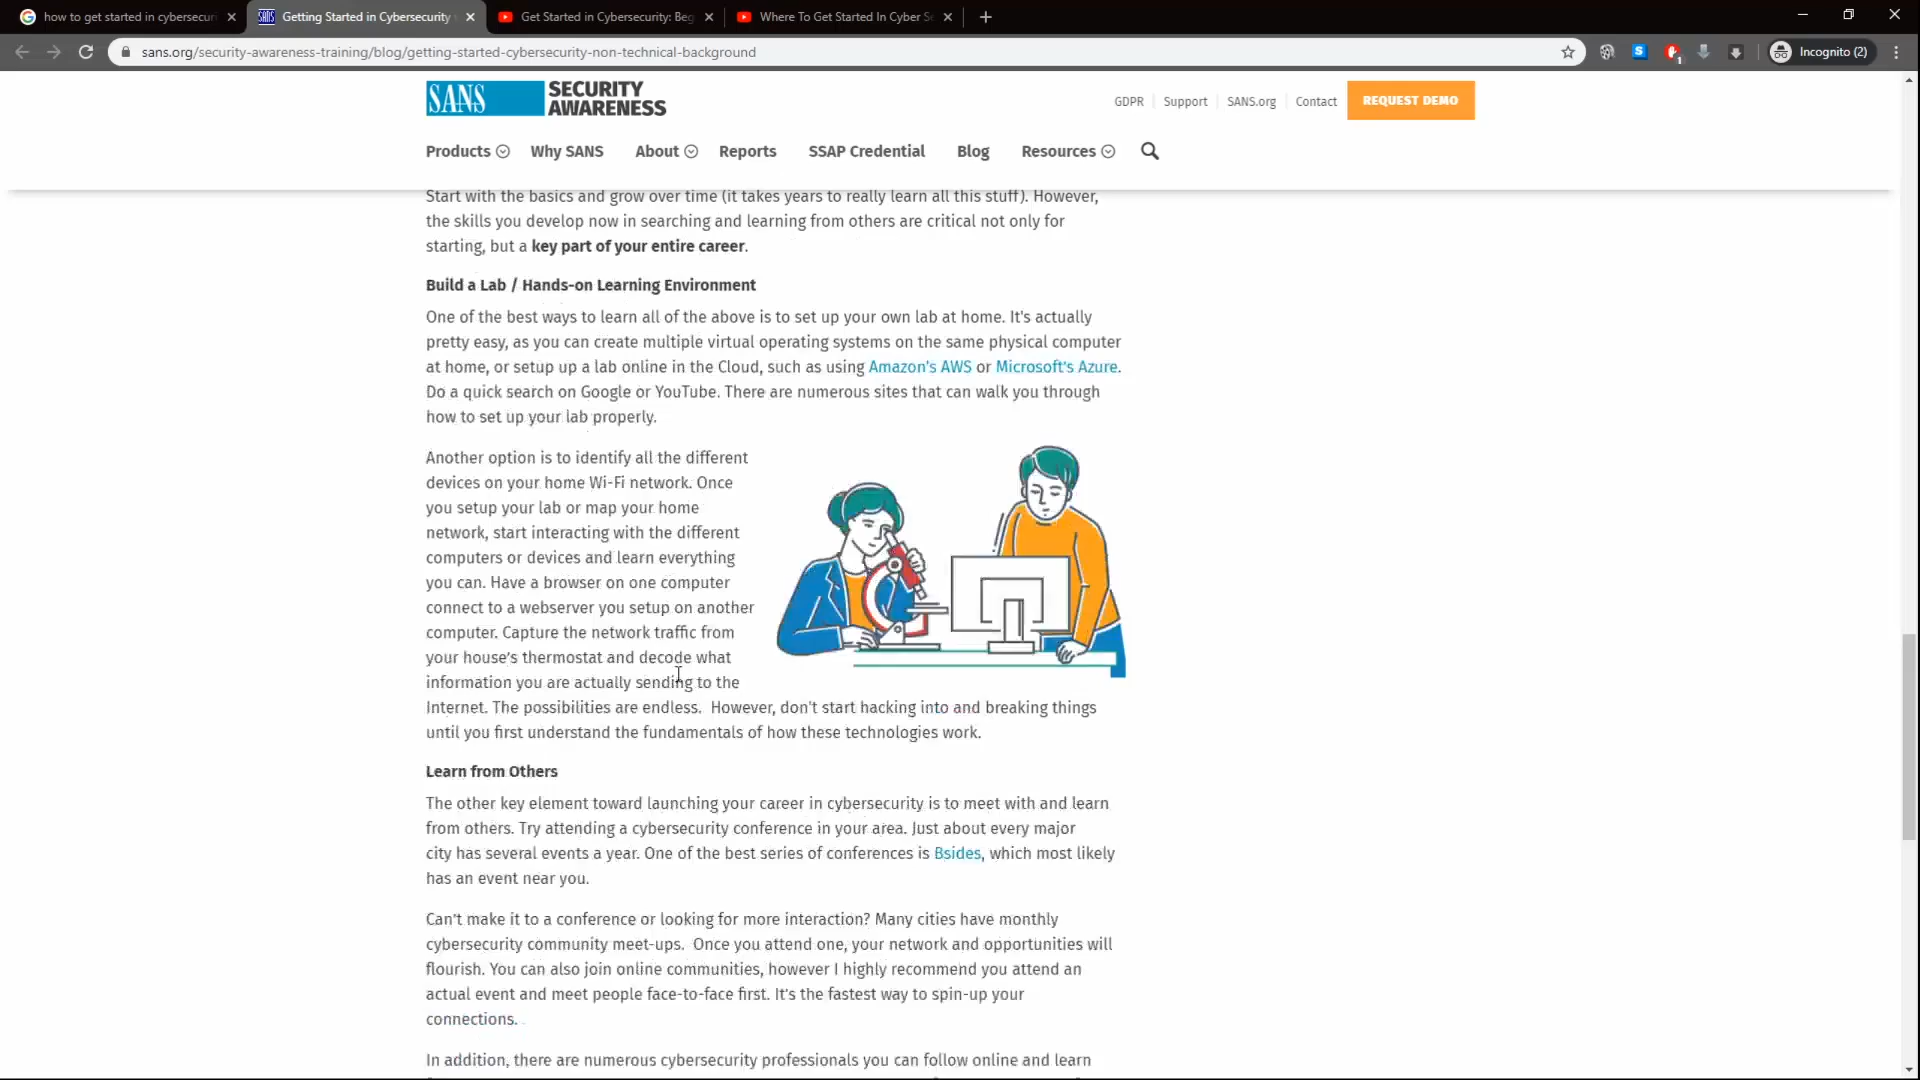 how to get started in cybersecuri
Getting Started in Cybersecurity
Get Started in Cybersecurity: Beg
Where To Get Started In Cyber Se
sans.org/security-awareness-training/blog/getting-started-cybersecurity-non-technical-background
S
1
Incognito (2)
SANS
SECURITY
AWARENESS
GDPR
Support
SANS.org
Contact
REQUEST DEMO
Products
Why SANS
About
Reports
SSAP Credential
Blog
Resources
Start with the basics and grow over time (it takes years to really learn all this stuff). However,
the skills you develop now in searching and learning from others are critical not only for
starting, but a key part of your entire career.
Build a Lab / Hands-on Learning Environment
One of the best ways to learn all of the above is to set up your own lab at home. It's actually
pretty easy, as you can create multiple virtual operating systems on the same physical computer
at home, or setup up a lab online in the Cloud, such as using Amazon's AWS or Microsoft's Azure.
Do a quick search on Google or YouTube. There are numerous sites that can walk you through
how to set up your lab properly.
Another option is to identify all the different
devices on your home Wi-Fi network. Once
you setup your lab or map your home
network, start interacting with the different
computers or devices and learn everything
you can. Have a browser on one computer
connect to a webserver you setup on another
computer. Capture the network traffic from
your house's thermostat and decode what
information you are actually sending to the
Internet. The possibilities are endless. However, don't start hacking into and breaking things
until you first understand the fundamentals of how these technologies work.
Learn from Others
The other key element toward launching your career in cybersecurity is to meet with and learn
from others. Try attending a cybersecurity conference in your area. Just about every major
city has several events a year. One of the best series of conferences is Bsides, which most likely
has an event near you.
Can't make it to a conference or looking for more interaction? Many cities have monthly
cybersecurity community meet-ups. Once you attend one, your network and opportunities will
flourish. You can also join online communities, however I highly recommend you attend an
actual event and meet people face-to-face first. It's the fastest way to spin-up your
connections.
In addition, there are numerous cybersecurity professionals you can follow online and learn